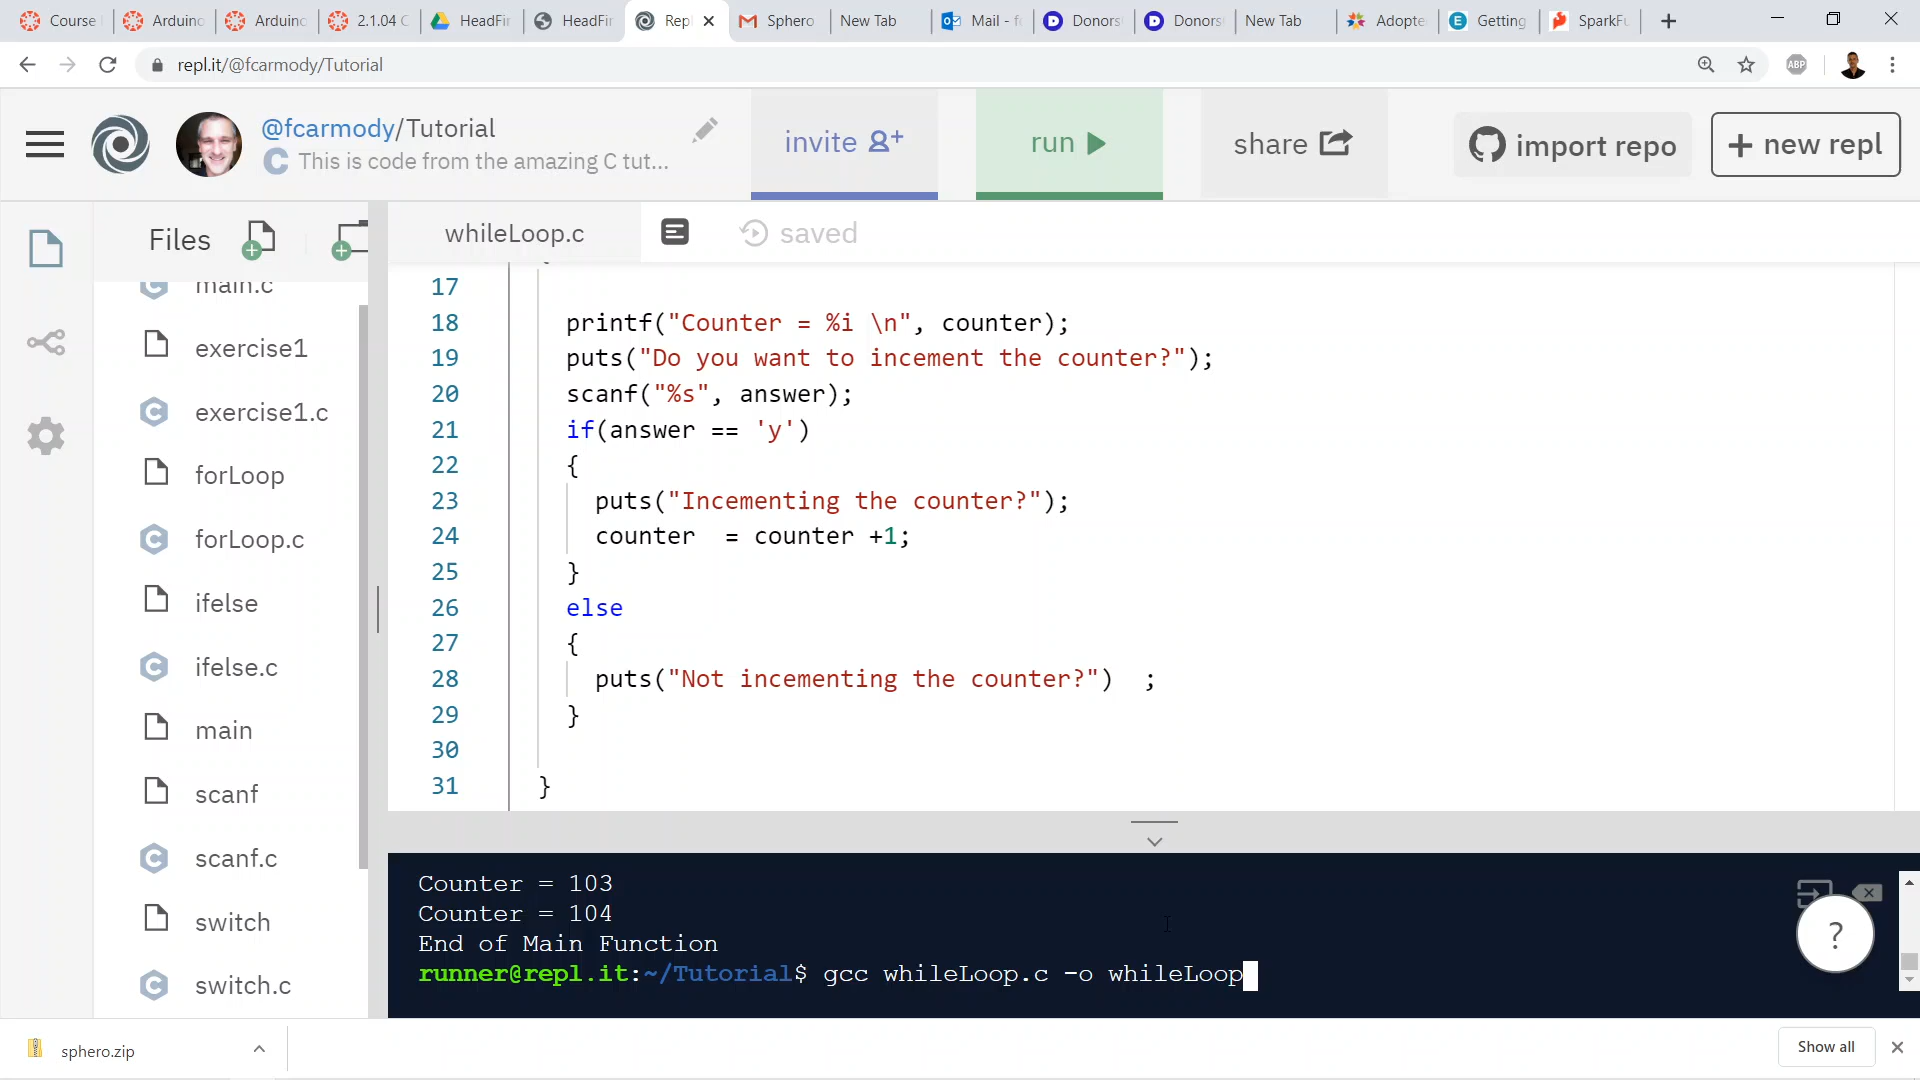 Course
Arduino
Arduino
2.1.04 C
HeadFir
HeadFir
Repl
Sphero
New Tab
Mail - f
Donors
Donors
New Tab
Adopte
Getting
SparkFu
repl.it/@fcarmody/Tutorial
ABP
@fcarmody/Tutorial
This is code from the amazing C tut...
invite
run
share
import repo
+ new repl
Files
whileLoop.c
saved
main.c
exercise1
exercise1.c
forLoop
forLoop.c
ifelse
ifelse.c
main
scanf
scanf.c
switch
switch.c
17
18 printf("Counter = %i \n", counter);
19 puts("Do you want to incement the counter?");
20 scanf("%s", answer);
21 if(answer == 'y')
22 {
23 puts("Incementing the counter?");
24 counter  = counter +1;
25 }
26 else
27 {
28 puts("Not incementing the counter?")  ;
29 }
30
31 }
Counter = 103
Counter = 104
End of Main Function
runner@repl.it:~/Tutorial$ gcc whileLoop.c -o whileLoop
?
sphero.zip
Show all